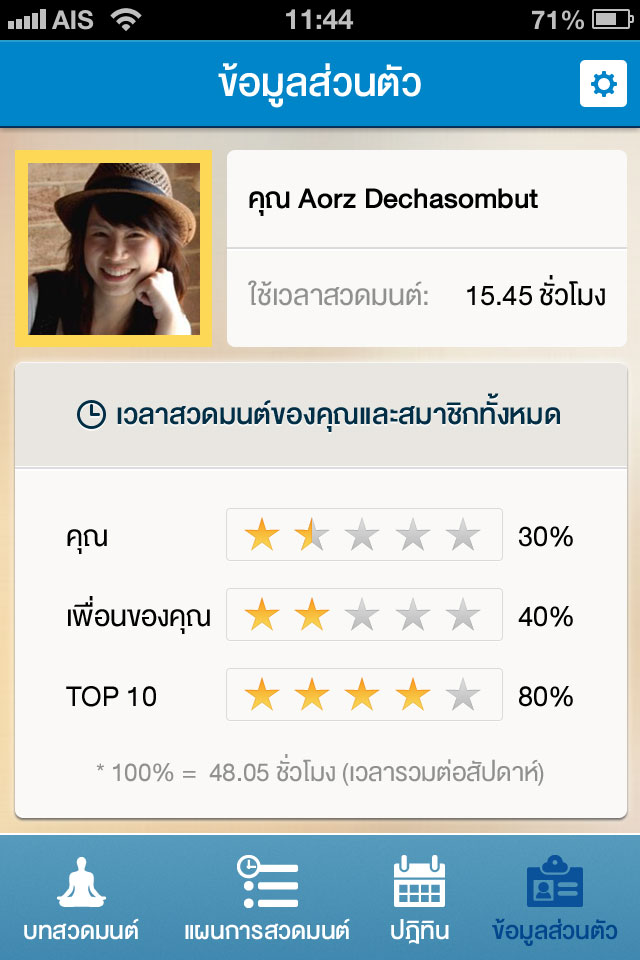 AIS 11:44 71%
ข้อมูลส่วนตัว
คุณ Aorz Dechasombut
ใช้เวลาสวดมนต์: 15.45 ชั่วโมง
เวลาสวดมนต์ของคุณและสมาชิกทั้งหมด
คุณ 30%
เพื่อนของคุณ 40%
TOP 10 80%
* 100% = 48.05 ชั่วโมง (เวลารวมต่อสัปดาห์)
บทสวดมนต์ แผนการสวดมนต์ ปฎิทิน ข้อมูลส่วนตัว